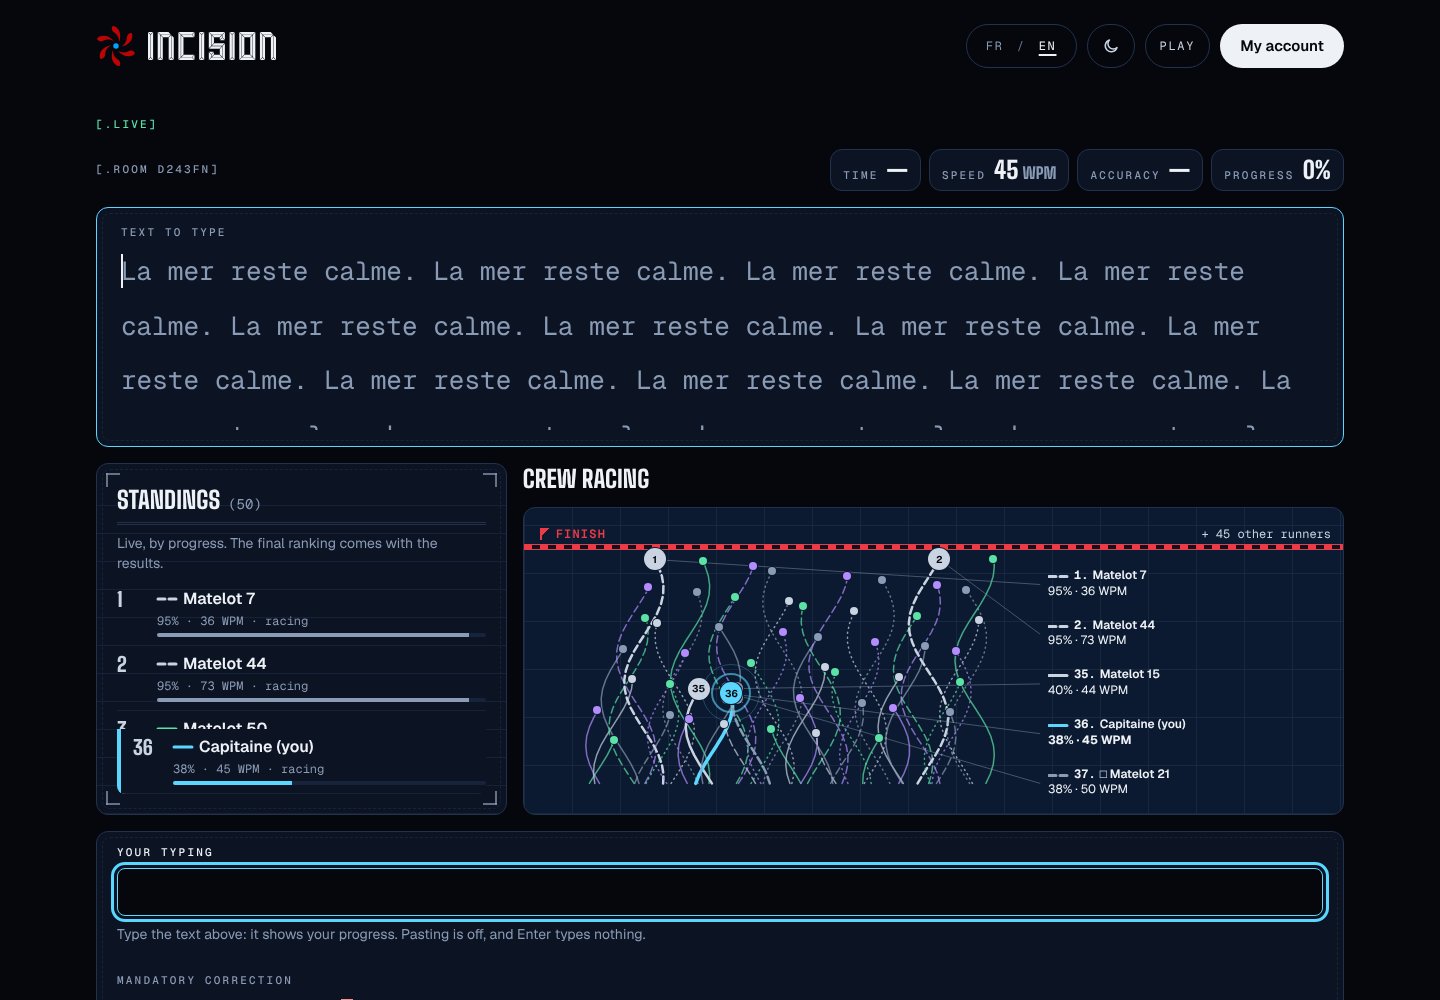 INCISION
FR / EN
PLAY
My account
[.LIVE]
[.ROOM D243FN]
TIME —
SPEED 45 WPM
ACCURACY —
PROGRESS 0%
TEXT TO TYPE
La mer reste calme. La mer reste calme. La mer reste calme. La mer reste
calme. La mer reste calme. La mer reste calme. La mer reste calme. La mer
reste calme. La mer reste calme. La mer reste calme. La mer reste calme. La
STANDINGS (50)
Live, by progress. The final ranking comes with the
results.
1 Matelot 7
95% · 36 WPM · racing
2 Matelot 44
95% · 73 WPM · racing
3 Matelot 50
36 Capitaine (you)
38% · 45 WPM · racing
CREW RACING
FINISH
+ 45 other runners
1
2
35
36
1. Matelot 7
95% · 36 WPM
2. Matelot 44
95% · 73 WPM
35. Matelot 15
40% · 44 WPM
36. Capitaine (you)
38% · 45 WPM
37. □ Matelot 21
38% · 50 WPM
YOUR TYPING
Type the text above: it shows your progress. Pasting is off, and Enter types nothing.
MANDATORY CORRECTION